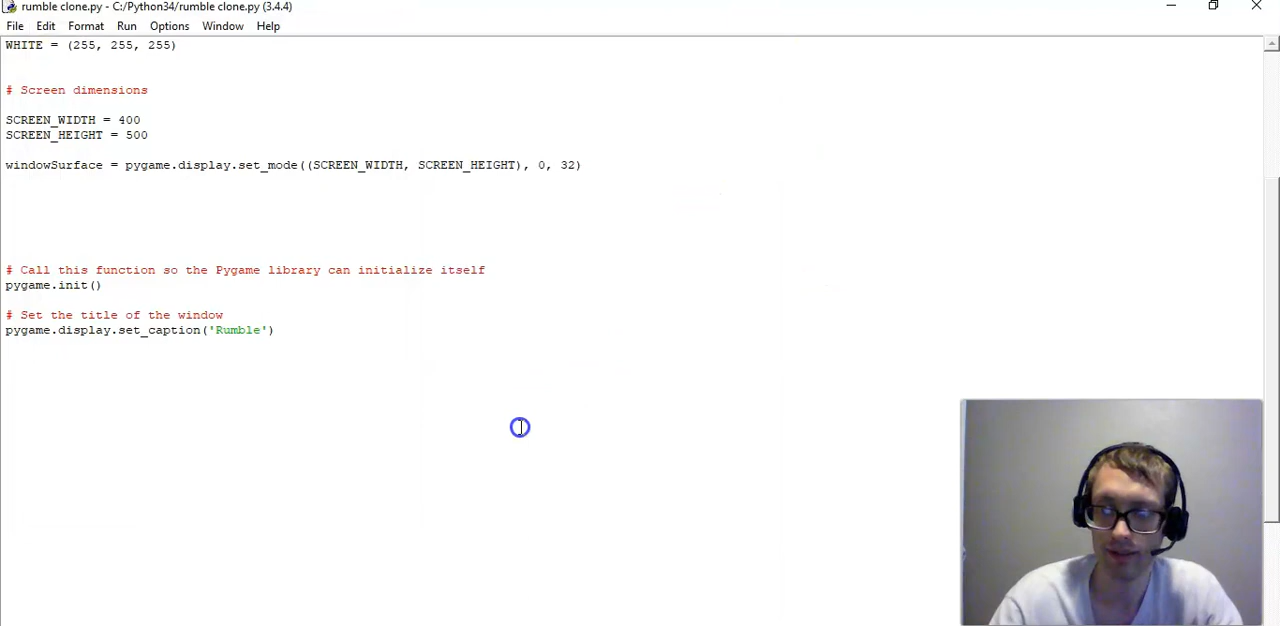 rumble clone.py - C:/Python34/rumble clone.py (3.4.4)
File Edit Format Run Options Window Help
WHITE = (255, 255, 255)
# Screen dimensions
SCREEN_WIDTH = 400
SCREEN_HEIGHT = 500
windowSurface = pygame.display.set_mode((SCREEN_WIDTH, SCREEN_HEIGHT), 0, 32)
# Call this function so the Pygame library can initialize itself
pygame.init()
# Set the title of the window
pygame.display.set_caption('Rumble')